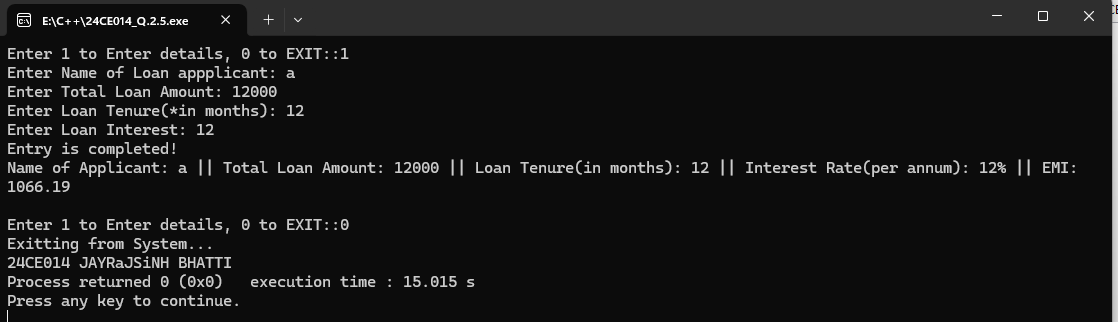 E:\C++\24CE014_Q.2.5.exe
Enter 1 to Enter details, 0 to EXIT::1
Enter Name of Loan appplicant: a
Enter Total Loan Amount: 12000
Enter Loan Tenure(*in months): 12
Enter Loan Interest: 12
Entry is completed!
Name of Applicant: a || Total Loan Amount: 12000 || Loan Tenure(in months): 12 || Interest Rate(per annum): 12% || EMI:
1066.19
Enter 1 to Enter details, 0 to EXIT::0
Exitting from System...
24CE014 JAYRaJSiNH BHATTI
Process returned 0 (0x0)   execution time : 15.015 s
Press any key to continue.